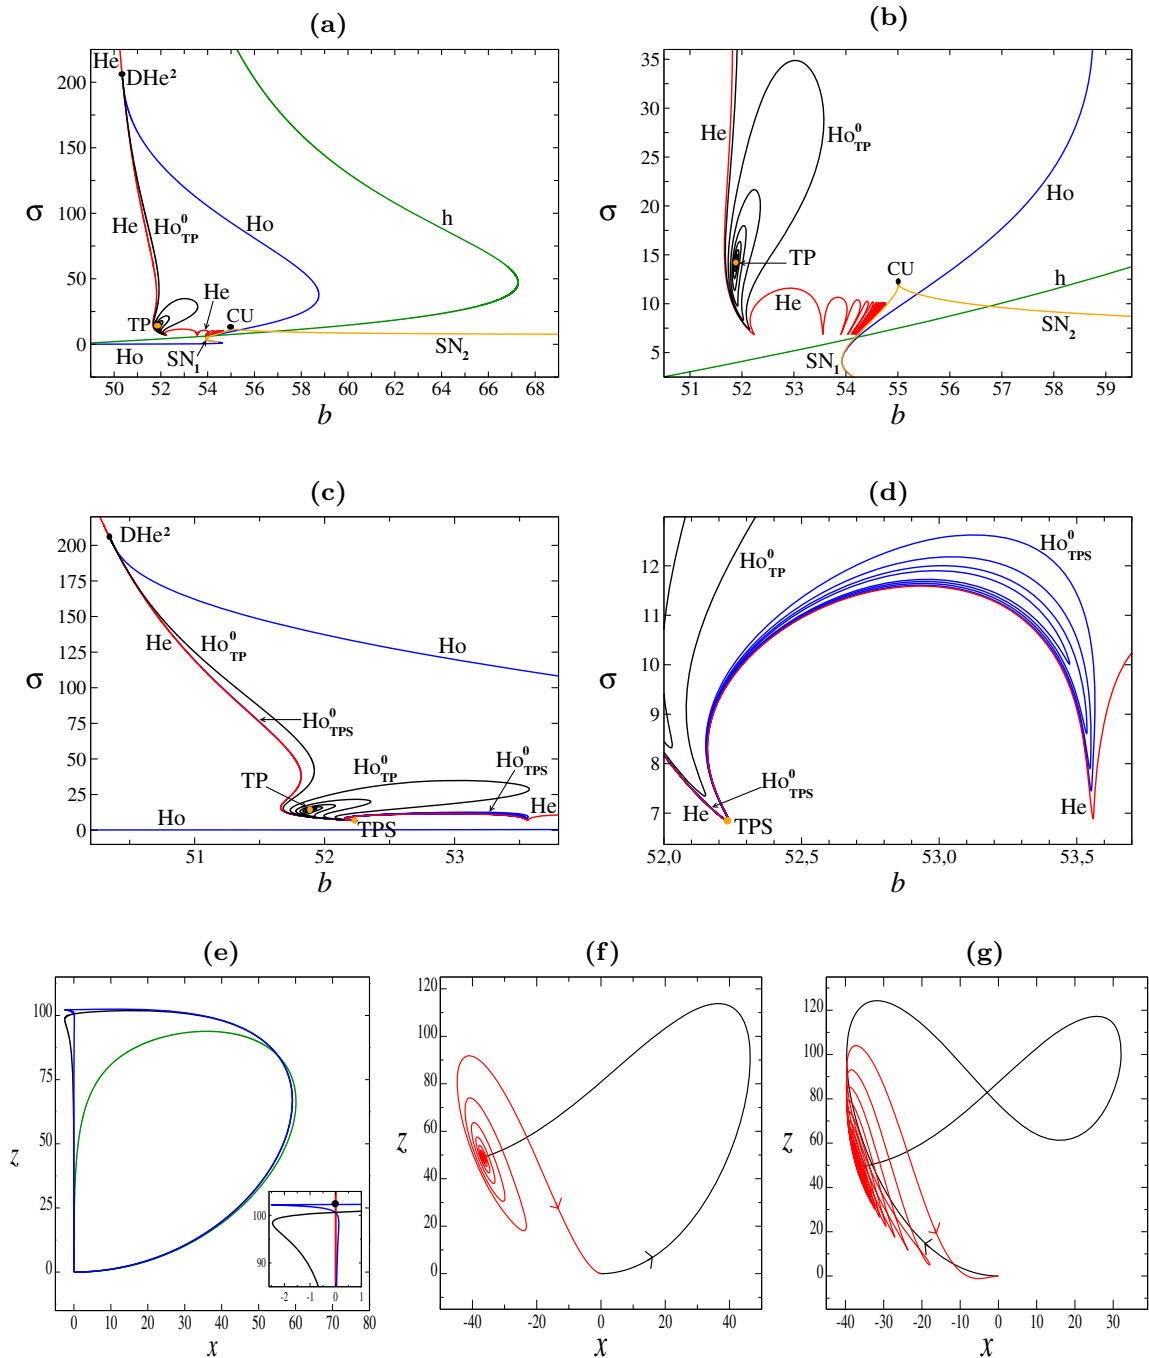 (a)
He
DHe²
200
150
100
50
0
σ
He
Ho⁰TP
Ho
h
TP
He
CU
Ho
SN₁
SN₂
50 52 54 56 58 60 62 64 66 68
b
(b)
35
30
25
20
15
10
5
σ
He
Ho⁰TP
Ho
TP
CU
h
He
SN₂
SN₁
51 52 53 54 55 56 57 58 59
b
(c)
DHe²
200
175
150
125
100
75
50
25
0
σ
He
Ho⁰TP
Ho
Ho⁰TPS
TP
Ho⁰TP
Ho⁰TPS
He
TPS
Ho
51 52 53
b
(d)
12
11
10
9
8
7
σ
Ho⁰TP
Ho⁰TPS
Ho⁰TPS
He
TPS
He
52,0 52,5 53,0 53,5
b
(e)
100
75
50
25
0
z
100
90
-2 -1 0 1
0 10 20 30 40 50 60 70 80
x
(f)
120
100
80
60
40
20
0
z
-40 -20 0 20 40
x
(g)
120
100
80
60
40
20
0
z
-40 -30 -20 -10 0 10 20 30
x